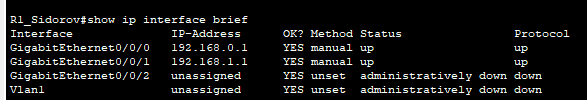 R1_Sidorov#show ip interface brief
Interface IP-Address OK? Method Status Protocol
GigabitEthernet0/0/0 192.168.0.1 YES manual up up
GigabitEthernet0/0/1 192.168.1.1 YES manual up up
GigabitEthernet0/0/2 unassigned YES unset administratively down down
Vlan1 unassigned YES unset administratively down down